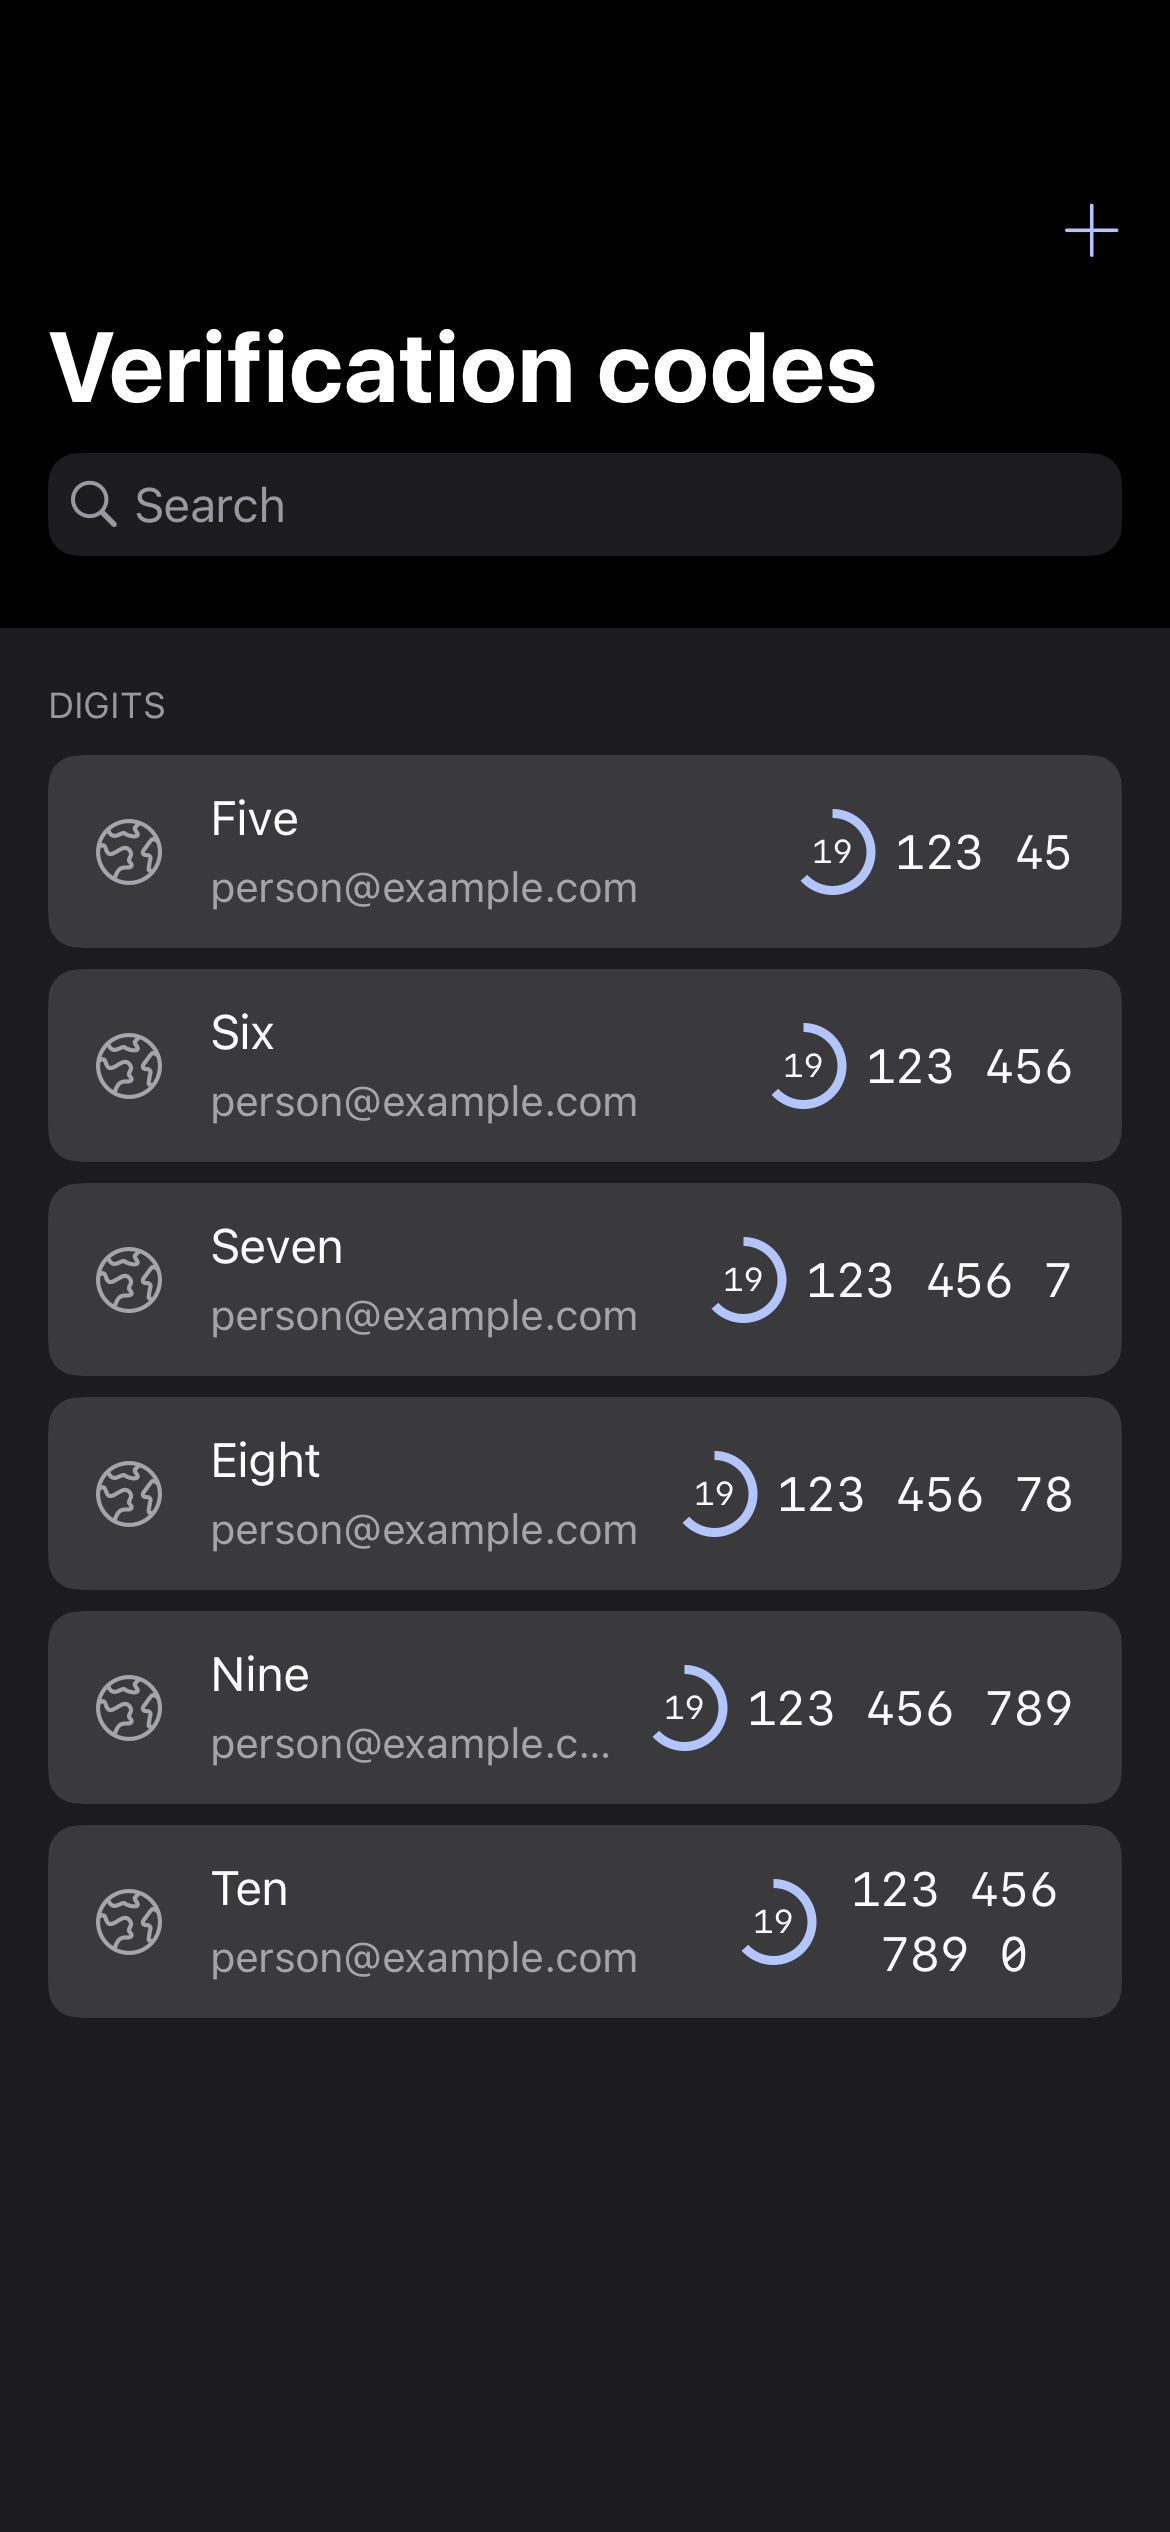 Verification codes
Search
DIGITS
Five
person@example.com
19
123 45
Six
person@example.com
19
123 456
Seven
person@example.com
19
123 456 7
Eight
person@example.com
19
123 456 78
Nine
person@example.c...
19
123 456 789
Ten
person@example.com
19
123 456
789 0